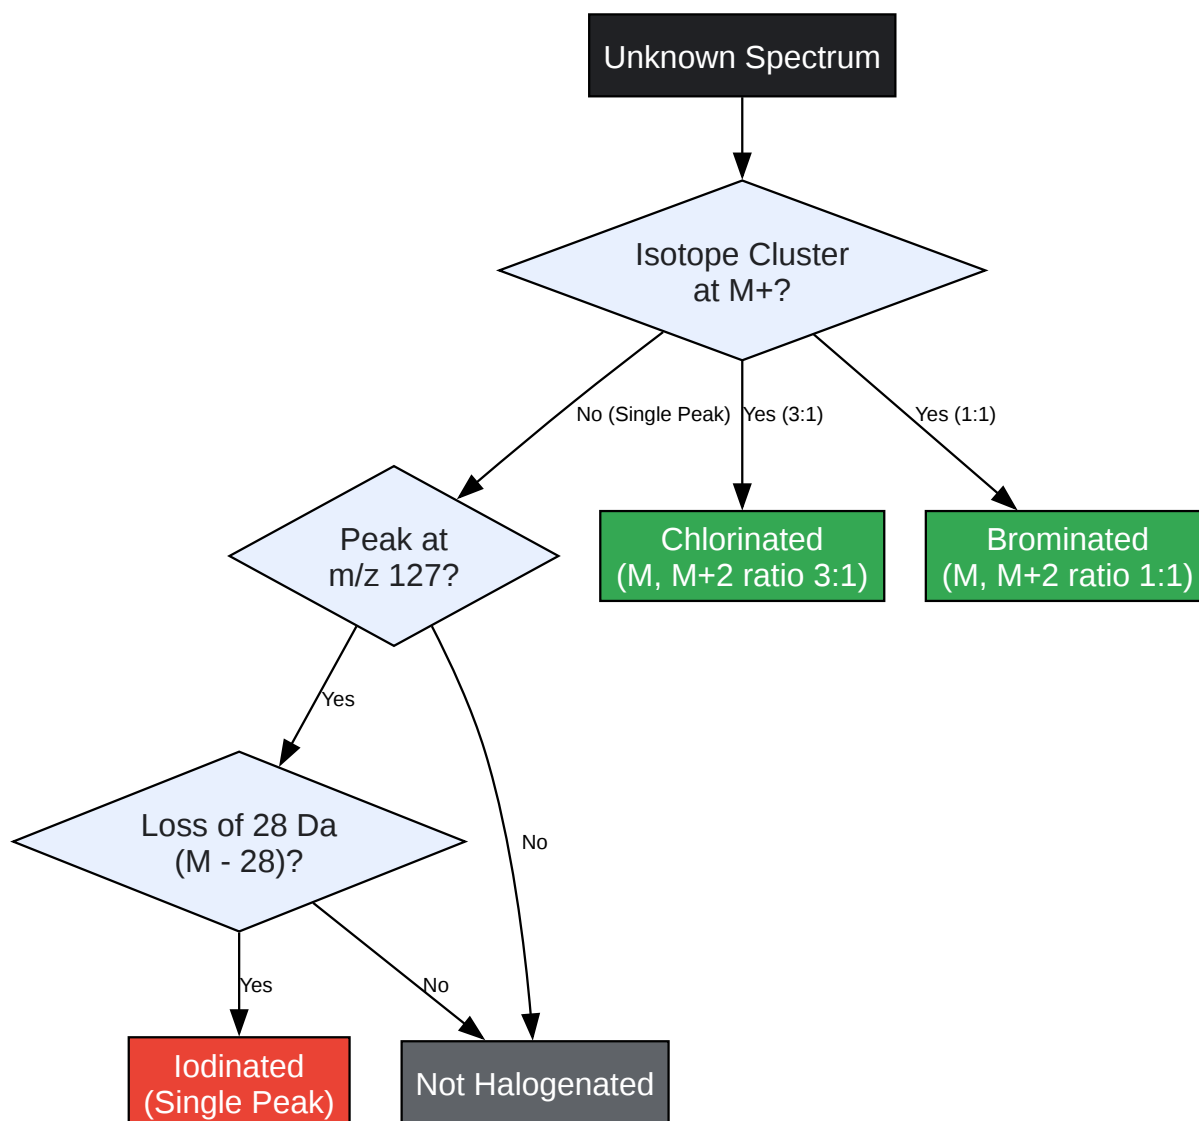 Unknown Spectrum
Isotope Cluster
at M+?
No (Single Peak)
Yes (3:1)
Yes (1:1)
Peak at
m/z 127?
Chlorinated
(M, M+2 ratio 3:1)
Brominated
(M, M+2 ratio 1:1)
Yes
No
Loss of 28 Da
(M - 28)?
Yes
No
Iodinated
(Single Peak)
Not Halogenated